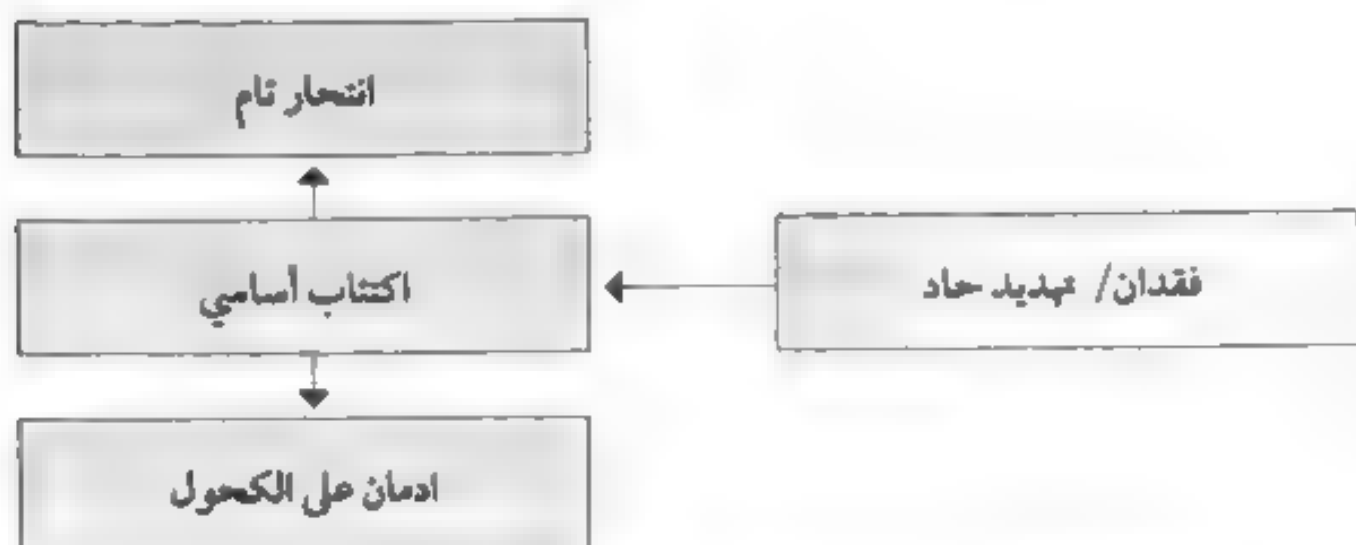 انتحار تام
فقدان/ تهديد حاد
اكتئاب أساسي
ادمان على الكحول